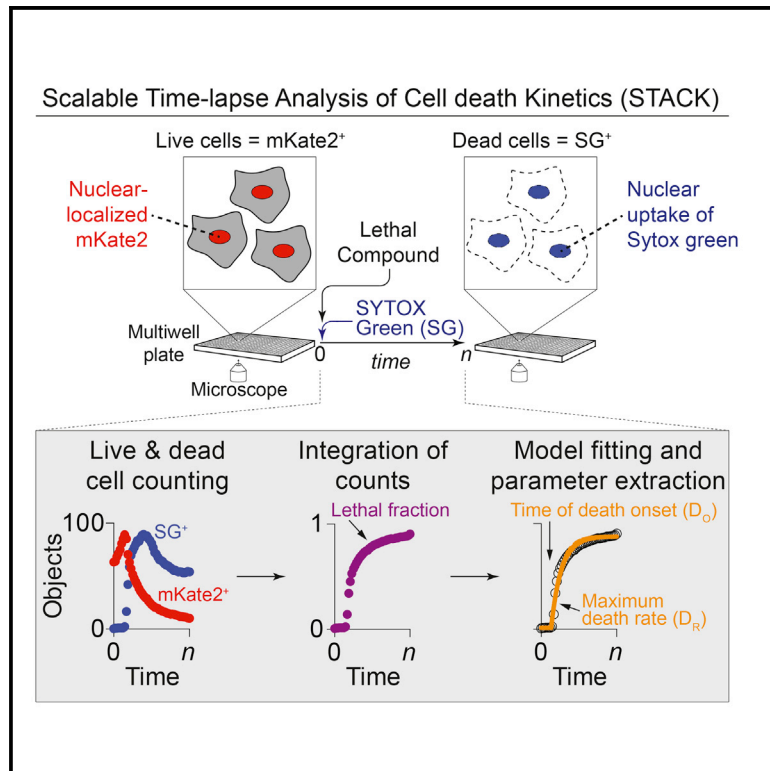 Scalable Time-lapse Analysis of Cell death Kinetics (STACK)
Live cells = mKate2⁺
Dead cells = SG⁺
Nuclear-
localized
mKate2
Nuclear
uptake of
Sytox green
Lethal
Compound
SYTOX
Green (SG)
Multiwell
plate
0
time
n
Microscope
Live & dead
cell counting
Integration of
counts
Model fitting and
parameter extraction
100
SG⁺
Objects
mKate2⁺
0
0
n
Time
1
Lethal fraction
0
0
n
Time
Time of death onset (D₀)
Maximum
death rate (Dᵣ)
0
n
Time